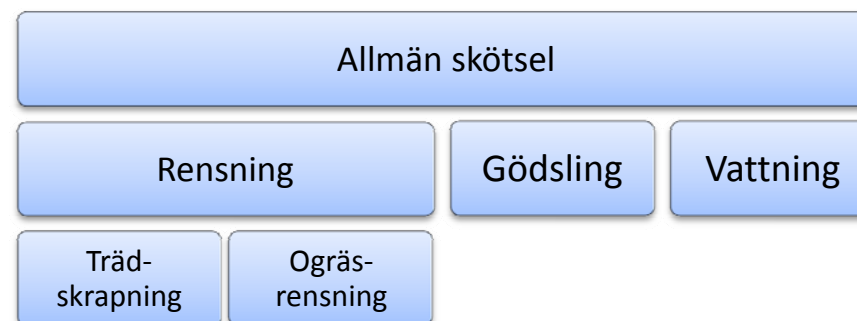 Allmän skötsel
Rensning
Gödsling
Vattning
Träd-
skrapning
Ogräs-
rensning